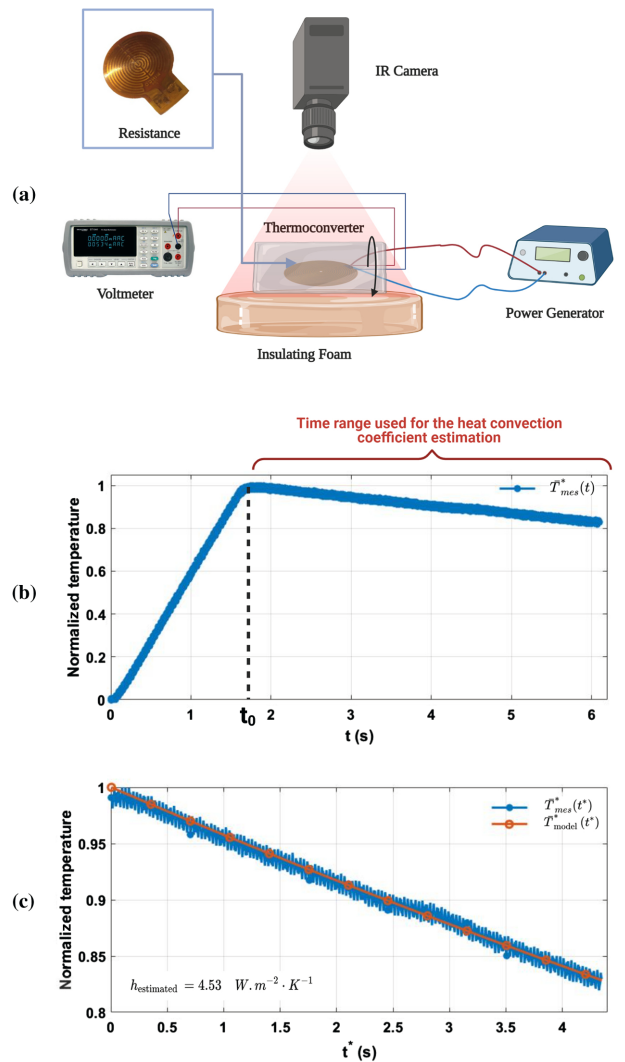 IR Camera
Resistance
(a)
Thermoconverter
Voltmeter
Power Generator
Insulating Foam
Time range used for the heat convection
coefficient estimation
(b)
Normalized temperature
1
0.8
0.6
0.4
0.2
0
T̄*mes(t)
0 1 t₀ 2 3 4 5 6
t (s)
(c)
Normalized temperature
1
0.95
0.9
0.85
0.8
T̄*mes(t*)
T̄*model(t*)
h_estimated = 4.53 W.m⁻² · K⁻¹
0 0.5 1 1.5 2 2.5 3 3.5 4
t* (s)